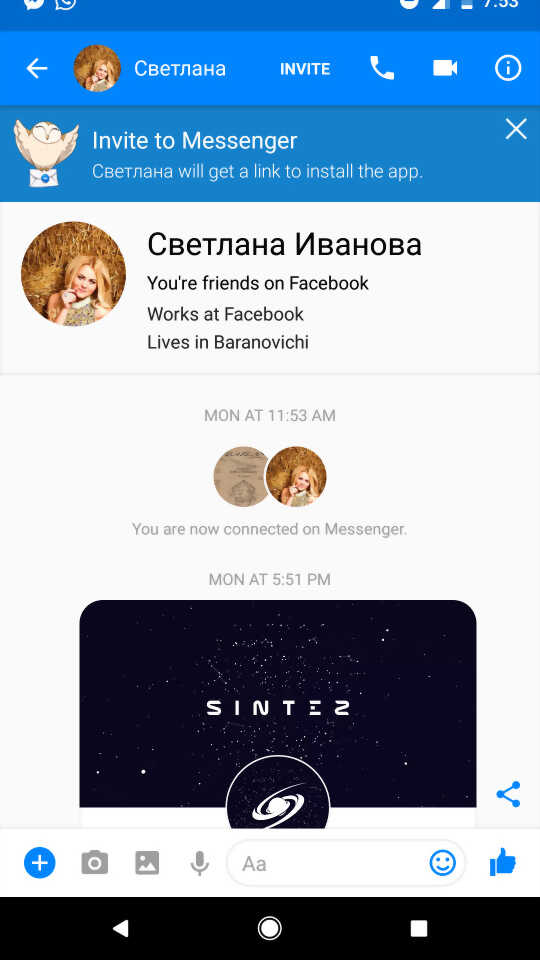 7:53
Светлана
INVITE
Invite to Messenger
Светлана will get a link to install the app.
Светлана Иванова
You're friends on Facebook
Works at Facebook
Lives in Baranovichi
MON AT 11:53 AM
You are now connected on Messenger.
MON AT 5:51 PM
SINTEZ
Aa